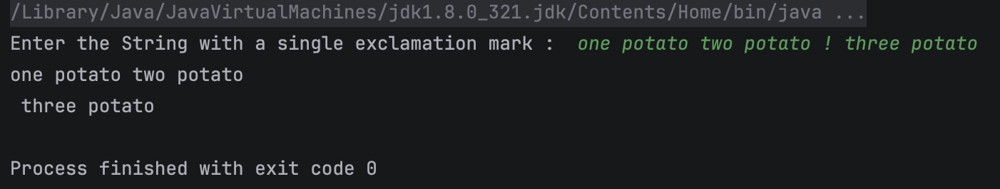 /Library/Java/JavaVirtualMachines/jdk1.8.0_321.jdk/Contents/Home/bin/java ...
Enter the String with a single exclamation mark :  one potato two potato ! three potato
one potato two potato
 three potato
Process finished with exit code 0